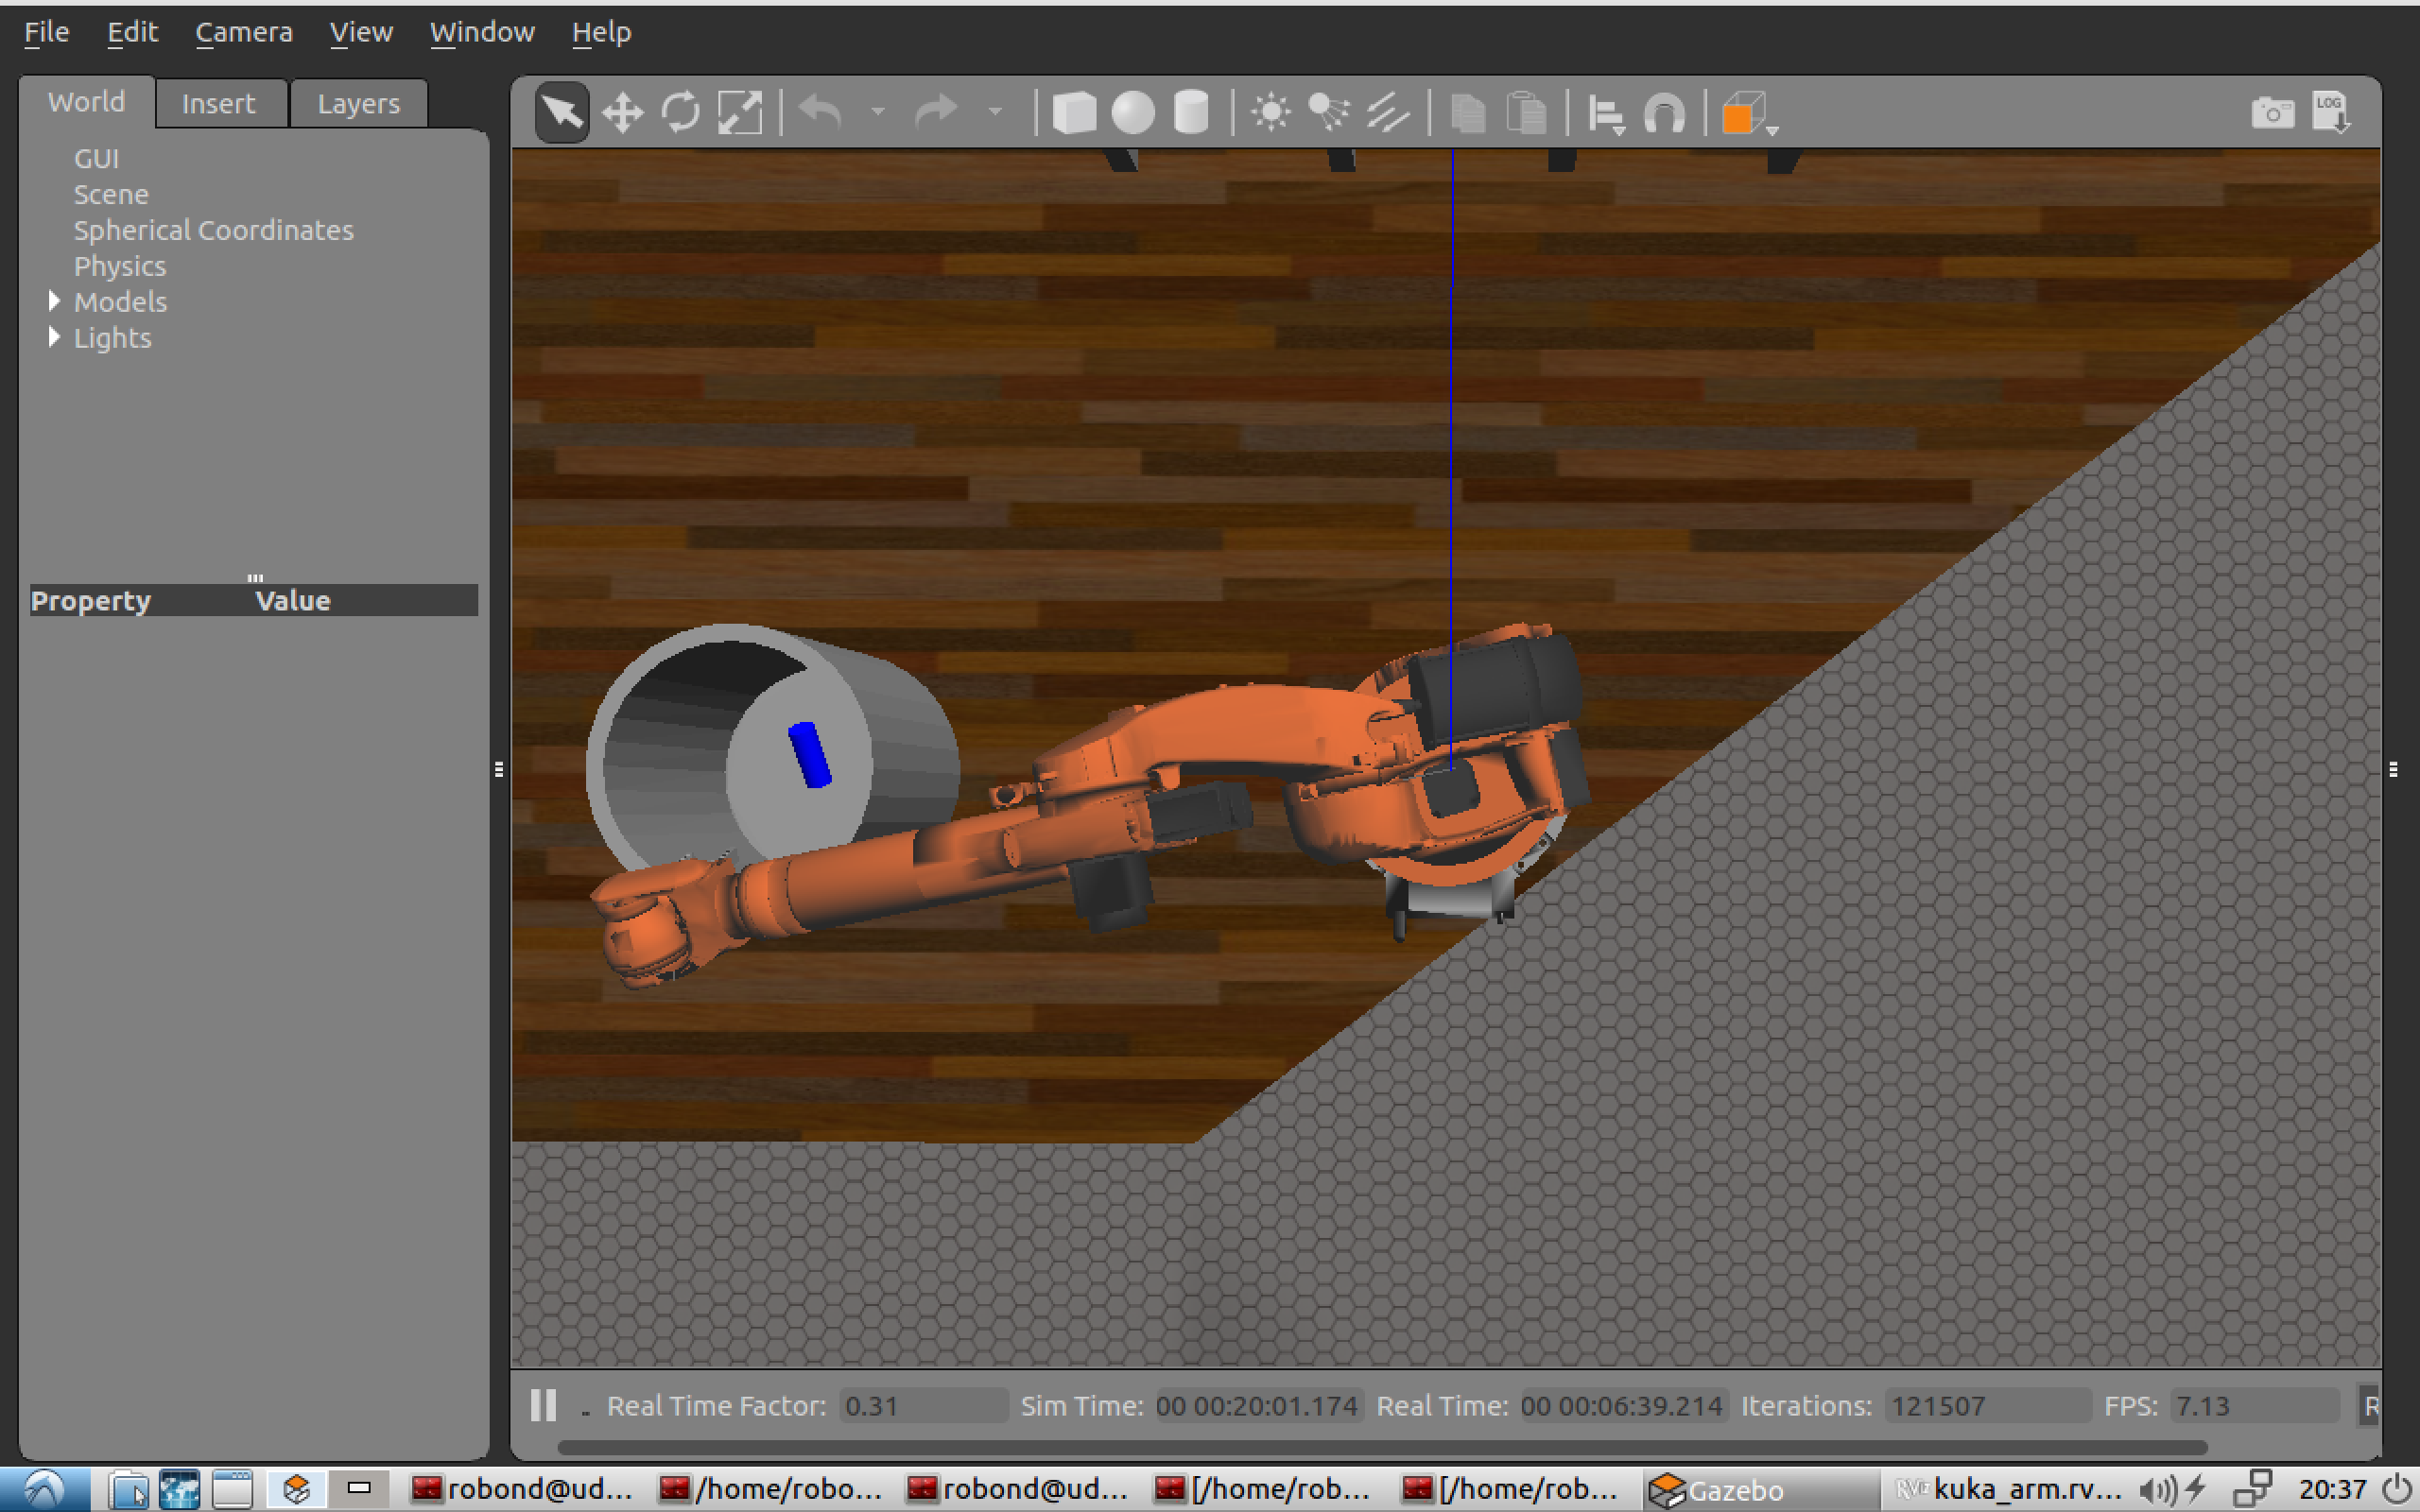 File Edit Camera View Window Help
World Insert Layers
LOG
GUI
Scene
Spherical Coordinates
Physics
Models
Lights
Property Value
Real Time Factor: 0.31 Sim Time: 00 00:20:01.174 Real Time: 00 00:06:39.214 Iterations: 121507 FPS: 7.13 R
robond@ud... /home/robo... robond@ud... [/home/rob... [/home/rob... Gazebo RViz kuka_arm.rv... 20:37